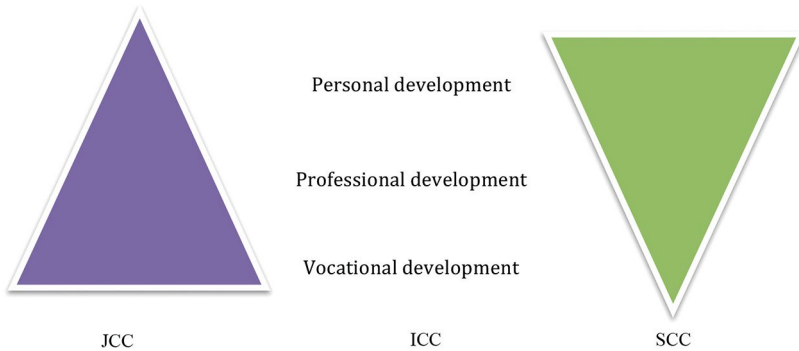 Personal development
Professional development
Vocational development
JCC
ICC
SCC